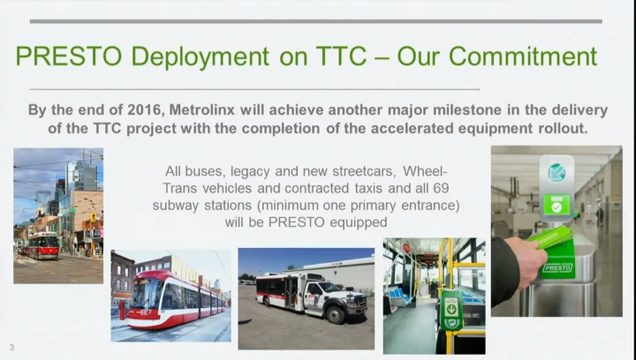 PRESTO Deployment on TTC – Our Commitment
By the end of 2016, Metrolinx will achieve another major milestone in the delivery
of the TTC project with the completion of the accelerated equipment rollout.
All buses, legacy and new streetcars, Wheel-
Trans vehicles and contracted taxis and all 69
subway stations (minimum one primary entrance)
will be PRESTO equipped
PRESTO
3